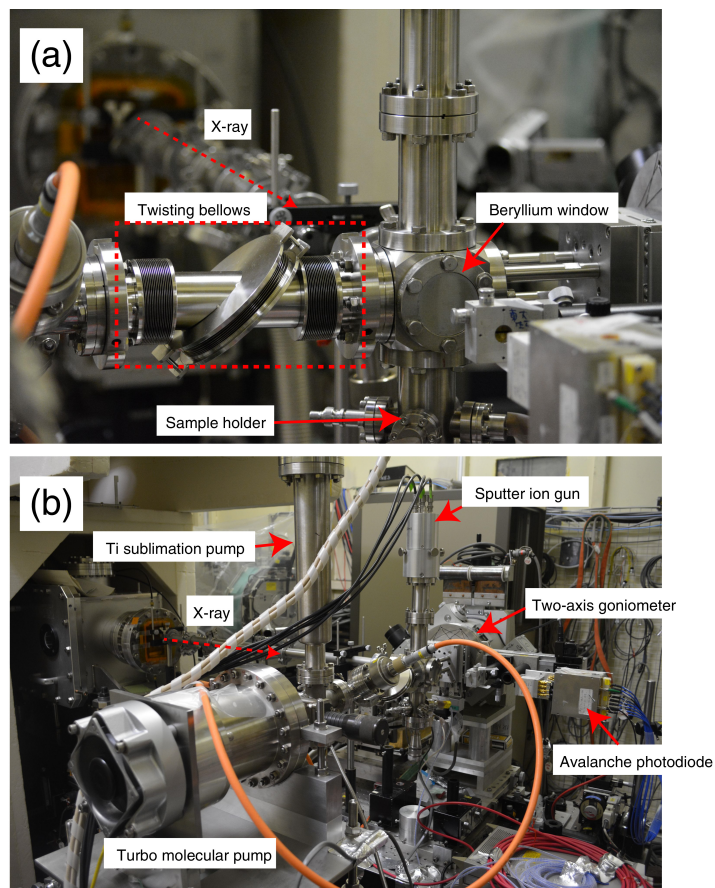 (a)
X-ray
Twisting bellows
Beryllium window
Sample holder
(b)
Sputter ion gun
Ti sublimation pump
X-ray
Two-axis goniometer
Avalanche photodiode
Turbo molecular pump